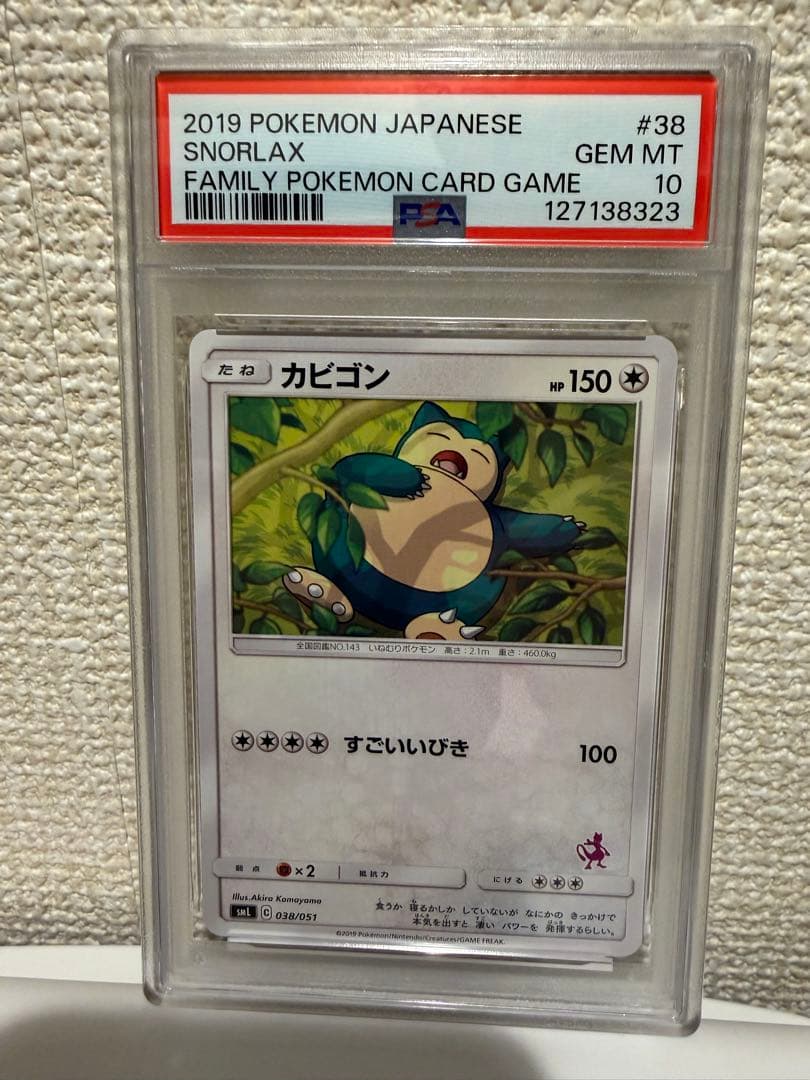 2019 POKEMON JAPANESE #38
SNORLAX GEM MT
FAMILY POKEMON CARD GAME 10
PSA 127138323
たね カビゴン HP 150
全国図鑑NO.143 いねむりポケモン 高さ:2.1m 重さ:460.0kg
すごいいびき 100
弱点 ×2 抵抗力 にげる
Illus.Akira Komayama
smL C 038/051
食うか 寝るかしか していないが なにかの きっかけで
本気を出すと 凄い パワーを 発揮するらしい。
©2019 Pokémon/Nintendo/Creatures/GAME FREAK.